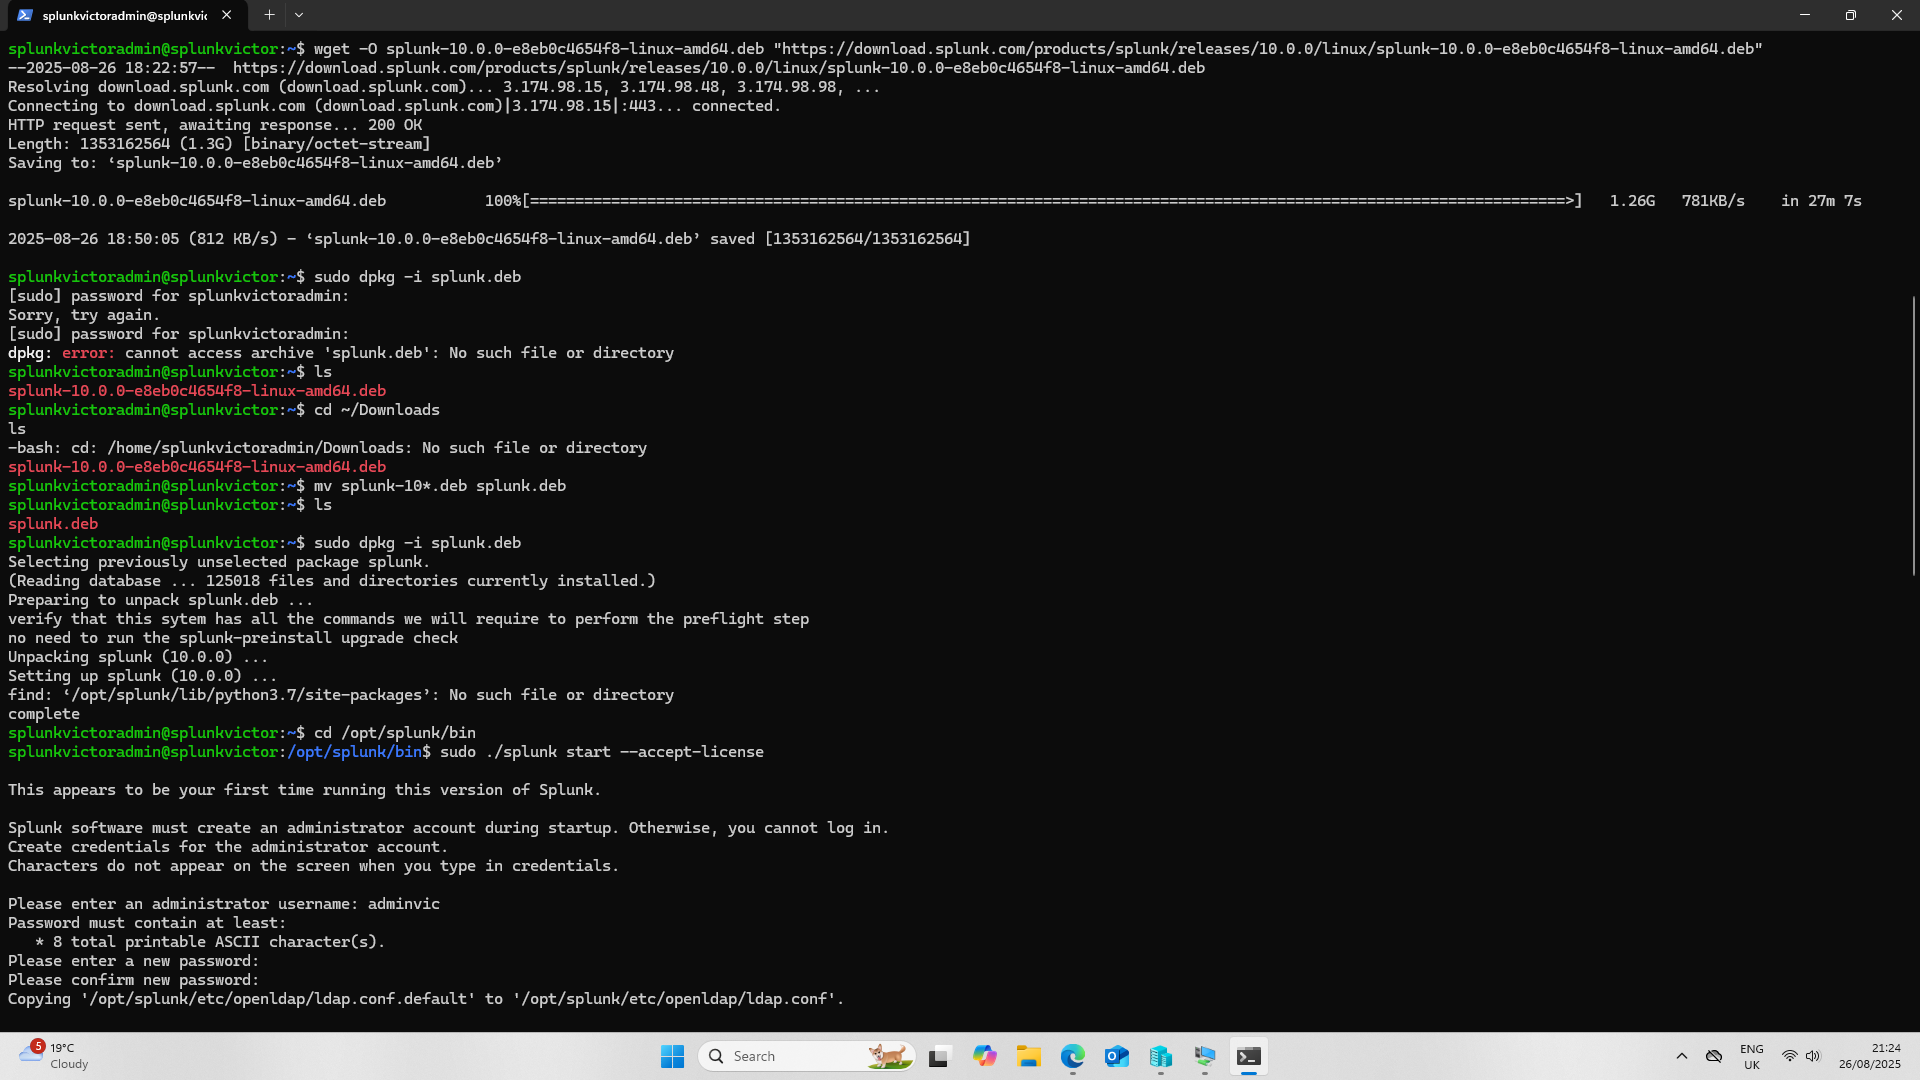 splunkvictoradmin@splunkvic
splunkvictoradmin@splunkvictor:~$ wget -O splunk-10.0.0-e8eb0c4654f8-linux-amd64.deb "https://download.splunk.com/products/splunk/releases/10.0.0/linux/splunk-10.0.0-e8eb0c4654f8-linux-amd64.deb"
--2025-08-26 18:22:57--  https://download.splunk.com/products/splunk/releases/10.0.0/linux/splunk-10.0.0-e8eb0c4654f8-linux-amd64.deb
Resolving download.splunk.com (download.splunk.com)... 3.174.98.15, 3.174.98.48, 3.174.98.98, ...
Connecting to download.splunk.com (download.splunk.com)|3.174.98.15|:443... connected.
HTTP request sent, awaiting response... 200 OK
Length: 1353162564 (1.3G) [binary/octet-stream]
Saving to: ‘splunk-10.0.0-e8eb0c4654f8-linux-amd64.deb’
splunk-10.0.0-e8eb0c4654f8-linux-amd64.deb 100%[===================================================================================================================>] 1.26G 781KB/s in 27m 7s
2025-08-26 18:50:05 (812 KB/s) - ‘splunk-10.0.0-e8eb0c4654f8-linux-amd64.deb’ saved [1353162564/1353162564]
splunkvictoradmin@splunkvictor:~$ sudo dpkg -i splunk.deb
[sudo] password for splunkvictoradmin:
Sorry, try again.
[sudo] password for splunkvictoradmin:
dpkg: error: cannot access archive 'splunk.deb': No such file or directory
splunkvictoradmin@splunkvictor:~$ ls
splunk-10.0.0-e8eb0c4654f8-linux-amd64.deb
splunkvictoradmin@splunkvictor:~$ cd ~/Downloads
ls
-bash: cd: /home/splunkvictoradmin/Downloads: No such file or directory
splunk-10.0.0-e8eb0c4654f8-linux-amd64.deb
splunkvictoradmin@splunkvictor:~$ mv splunk-10*.deb splunk.deb
splunkvictoradmin@splunkvictor:~$ ls
splunk.deb
splunkvictoradmin@splunkvictor:~$ sudo dpkg -i splunk.deb
Selecting previously unselected package splunk.
(Reading database ... 125018 files and directories currently installed.)
Preparing to unpack splunk.deb ...
verify that this sytem has all the commands we will require to perform the preflight step
no need to run the splunk-preinstall upgrade check
Unpacking splunk (10.0.0) ...
Setting up splunk (10.0.0) ...
find: ‘/opt/splunk/lib/python3.7/site-packages’: No such file or directory
complete
splunkvictoradmin@splunkvictor:~$ cd /opt/splunk/bin
splunkvictoradmin@splunkvictor:/opt/splunk/bin$ sudo ./splunk start --accept-license
This appears to be your first time running this version of Splunk.
Splunk software must create an administrator account during startup. Otherwise, you cannot log in.
Create credentials for the administrator account.
Characters do not appear on the screen when you type in credentials.
Please enter an administrator username: adminvic
Password must contain at least:
   * 8 total printable ASCII character(s).
Please enter a new password:
Please confirm new password:
Copying '/opt/splunk/etc/openldap/ldap.conf.default' to '/opt/splunk/etc/openldap/ldap.conf'.
5
19°C
Cloudy
Search
ENG
UK
21:24
26/08/2025